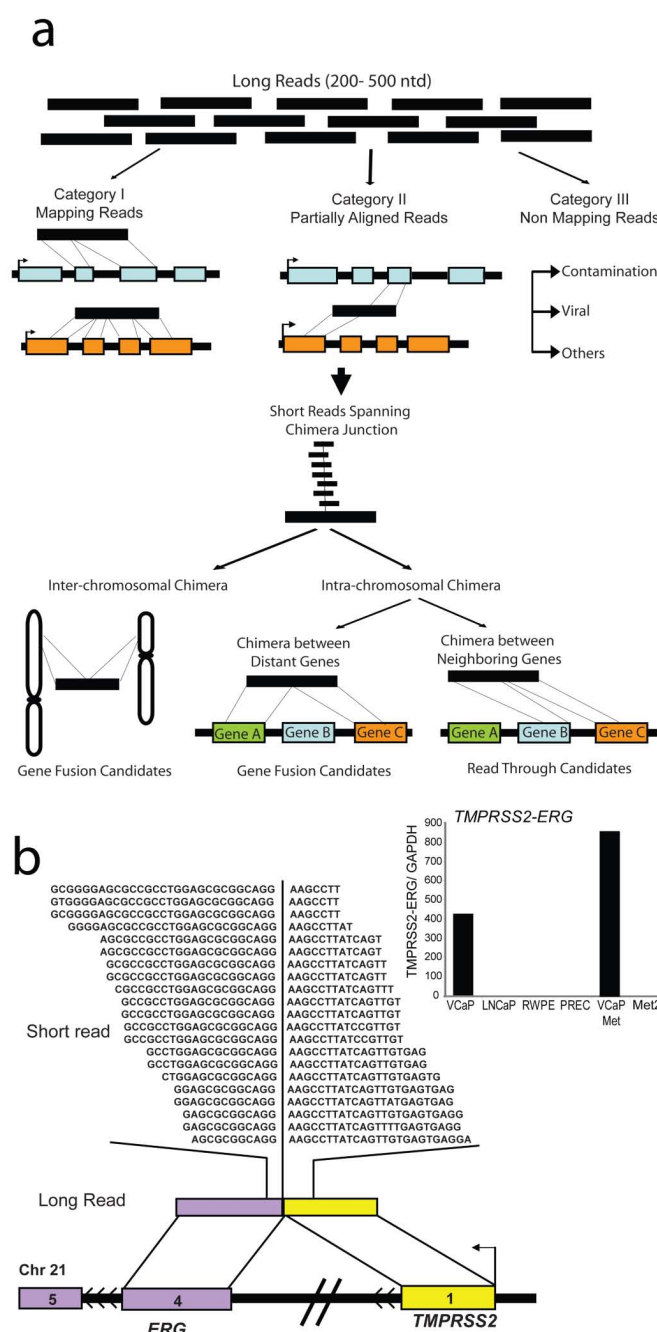 a
Long Reads (200- 500 ntd)
Category I
Mapping Reads
Category II
Partially Aligned Reads
Category III
Non Mapping Reads
Contamination
Viral
Others
Short Reads Spanning
Chimera Junction
Inter-chromosomal Chimera
Intra-chromosomal Chimera
Chimera between
Distant Genes
Chimera between
Neighboring Genes
Gene A
Gene B
Gene C
Gene A
Gene B
Gene C
Gene Fusion Candidates
Gene Fusion Candidates
Read Through Candidates
b
TMPRSS2-ERG
TMPRSS2-ERG/ GAPDH
900
800
700
600
500
400
300
200
100
0
VCaP
LNCaP
RWPE
PREC
VCaP
Met
Met2
GCGGGGAGCGCCGCCTGGAGCGCGGCAGG AAGCCTT
GTGGGGAGCGCCGCCTGGAGCGCGGCAGG AAGCCTT
GCGGGGAGCGCCGCCTGGAGCGCGGCAGG AAGCCTT
GGGGAGCGCCGCCTGGAGCGCGGCAGG AAGCCTTAT
AGCGCCGCCTGGAGCGCGGCAGG AAGCCTTATCAGT
AGCGCCGCCTGGAGCGCGGCAGG AAGCCTTATCAGT
GCGCCGCCTGGAGCGCGGCAGG AAGCCTTATCAGTT
GCGCCGCCTGGAGCGCGGCAGG AAGCCTTATCAGTT
CGCCGCCTGGAGCGCGGCAGG AAGCCTTATCAGTTT
GCCGCCTGGAGCGCGGCAGG AAGCCTTATCAGTTGT
GCCGCCTGGAGCGCGGCAGG AAGCCTTATCAGTTGT
GCCGCCTGGAGCGCGGCAGG AAGCCTTATCCGTTGT
GCCGCCTGGAGCGCGGCAGG AAGCCTTATCCGTTGT
GCCTGGAGCGCGGCAGG AAGCCTTATCAGTTGTGAG
GCCTGGAGCGCGGCAGG AAGCCTTATCAGTTGTGAG
CTGGAGCGCGGCAGG AAGCCTTATCAGTTGTGAGTG
GGAGCGCGGCAGG AAGCCTTATCAGTTGTGAGTGAG
GGAGCGCGGCAGG AAGCCTTATCAGTTATGAGTGAG
GAGCGCGGCAGG AAGCCTTATCAGTTGTGAGTGAGG
GAGCGCGGCAGG AAGCCTTATCAGTTTTGAGTGAGG
AGCGCGGCAGG AAGCCTTATCAGTTGTGAGTGAGGA
Short read
Long Read
Chr 21
5
4
1
ERG
TMPRSS2